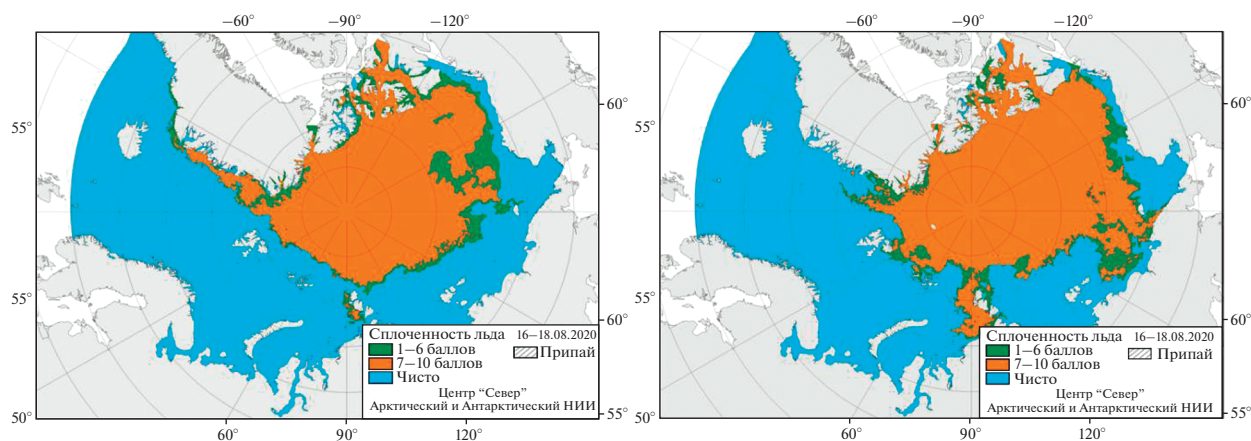 −60° −90° −120°
60°
55°
55°
60°
50°
55°
60° 90° 120°
Сплоченность льда 16–18.08.2020
1–6 баллов Припай
7–10 баллов
Чисто
Центр “Север”
Арктический и Антарктический НИИ
−60° −90° −120°
60°
55°
55°
60°
50°
55°
60° 90° 120°
Сплоченность льда 16–18.08.2020
1–6 баллов Припай
7–10 баллов
Чисто
Центр “Север”
Арктический и Антарктический НИИ